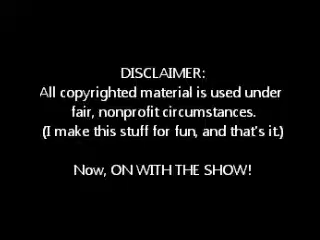 DISCLAIMER:
All copyrighted material is used under
fair, nonprofit circumstances.
(I make this stuff for fun, and that's it.)
Now, ON WITH THE SHOW!